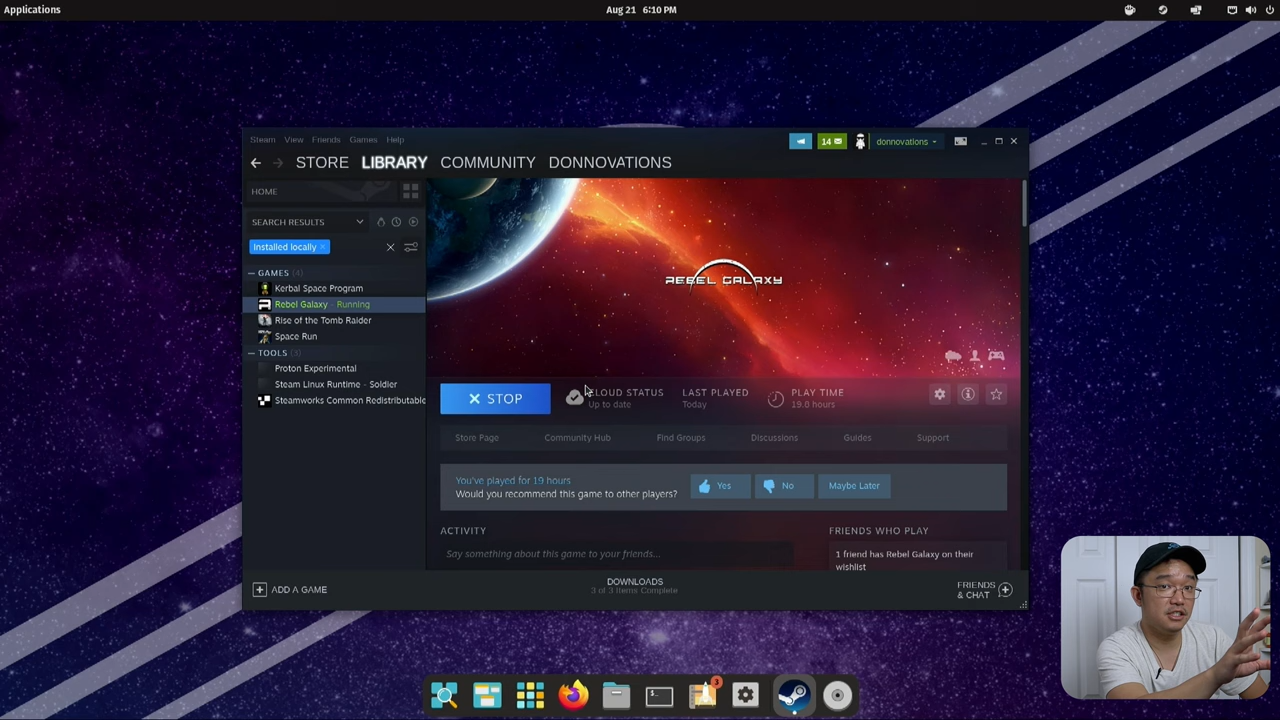 Applications
Aug 21 6:10 PM
Steam View Friends Games Help
14
donnovations
STORE LIBRARY COMMUNITY DONNOVATIONS
HOME
SEARCH RESULTS
Installed locally
GAMES (4)
Kerbal Space Program
Rebel Galaxy - Running
Rise of the Tomb Raider
Space Run
TOOLS (3)
Proton Experimental
Steam Linux Runtime - Soldier
Steamworks Common Redistributable
REBEL GALAXY
STOP
CLOUD STATUS
Up to date
LAST PLAYED
Today
PLAY TIME
19.8 hours
Store Page Community Hub Find Groups Discussions Guides Support
You've played for 19 hours
Would you recommend this game to other players?
Yes
No
Maybe Later
ACTIVITY
Say something about this game to your friends...
FRIENDS WHO PLAY
1 friend has Rebel Galaxy on their
wishlist
ADD A GAME
DOWNLOADS
3 of 3 Items Complete
FRIENDS
& CHAT
3